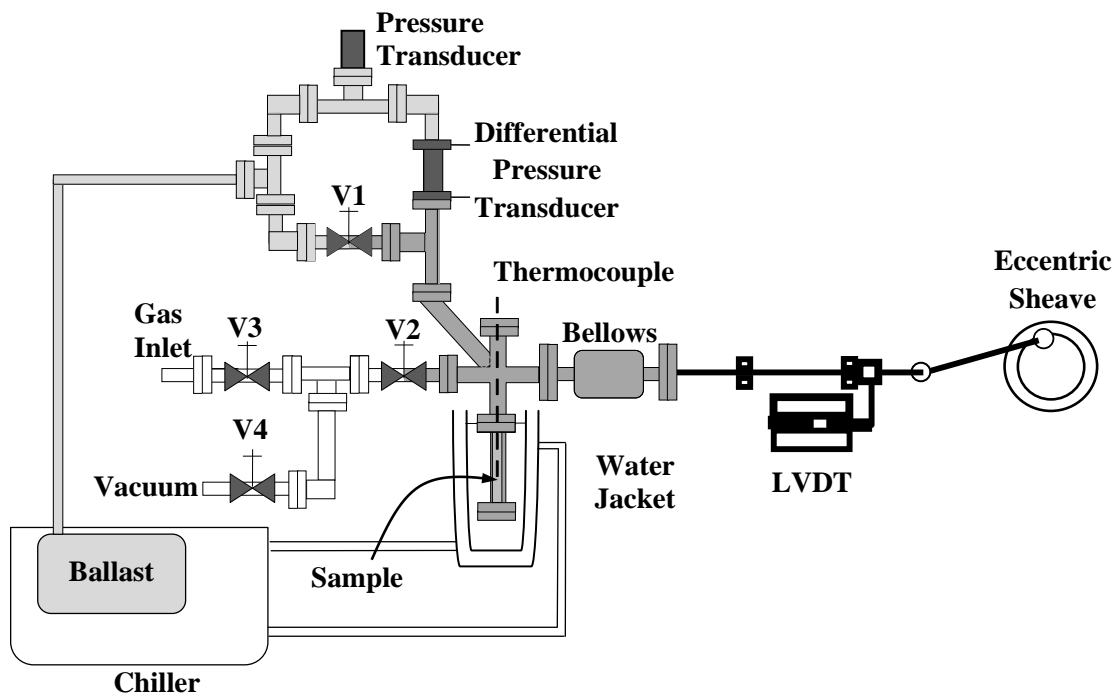 Pressure
Transducer
Differential
Pressure
Transducer
V1
Thermocouple
Eccentric
Sheave
Gas
Inlet
V3
V2
Bellows
V4
Vacuum
Water
Jacket
LVDT
Ballast
Sample
Chiller